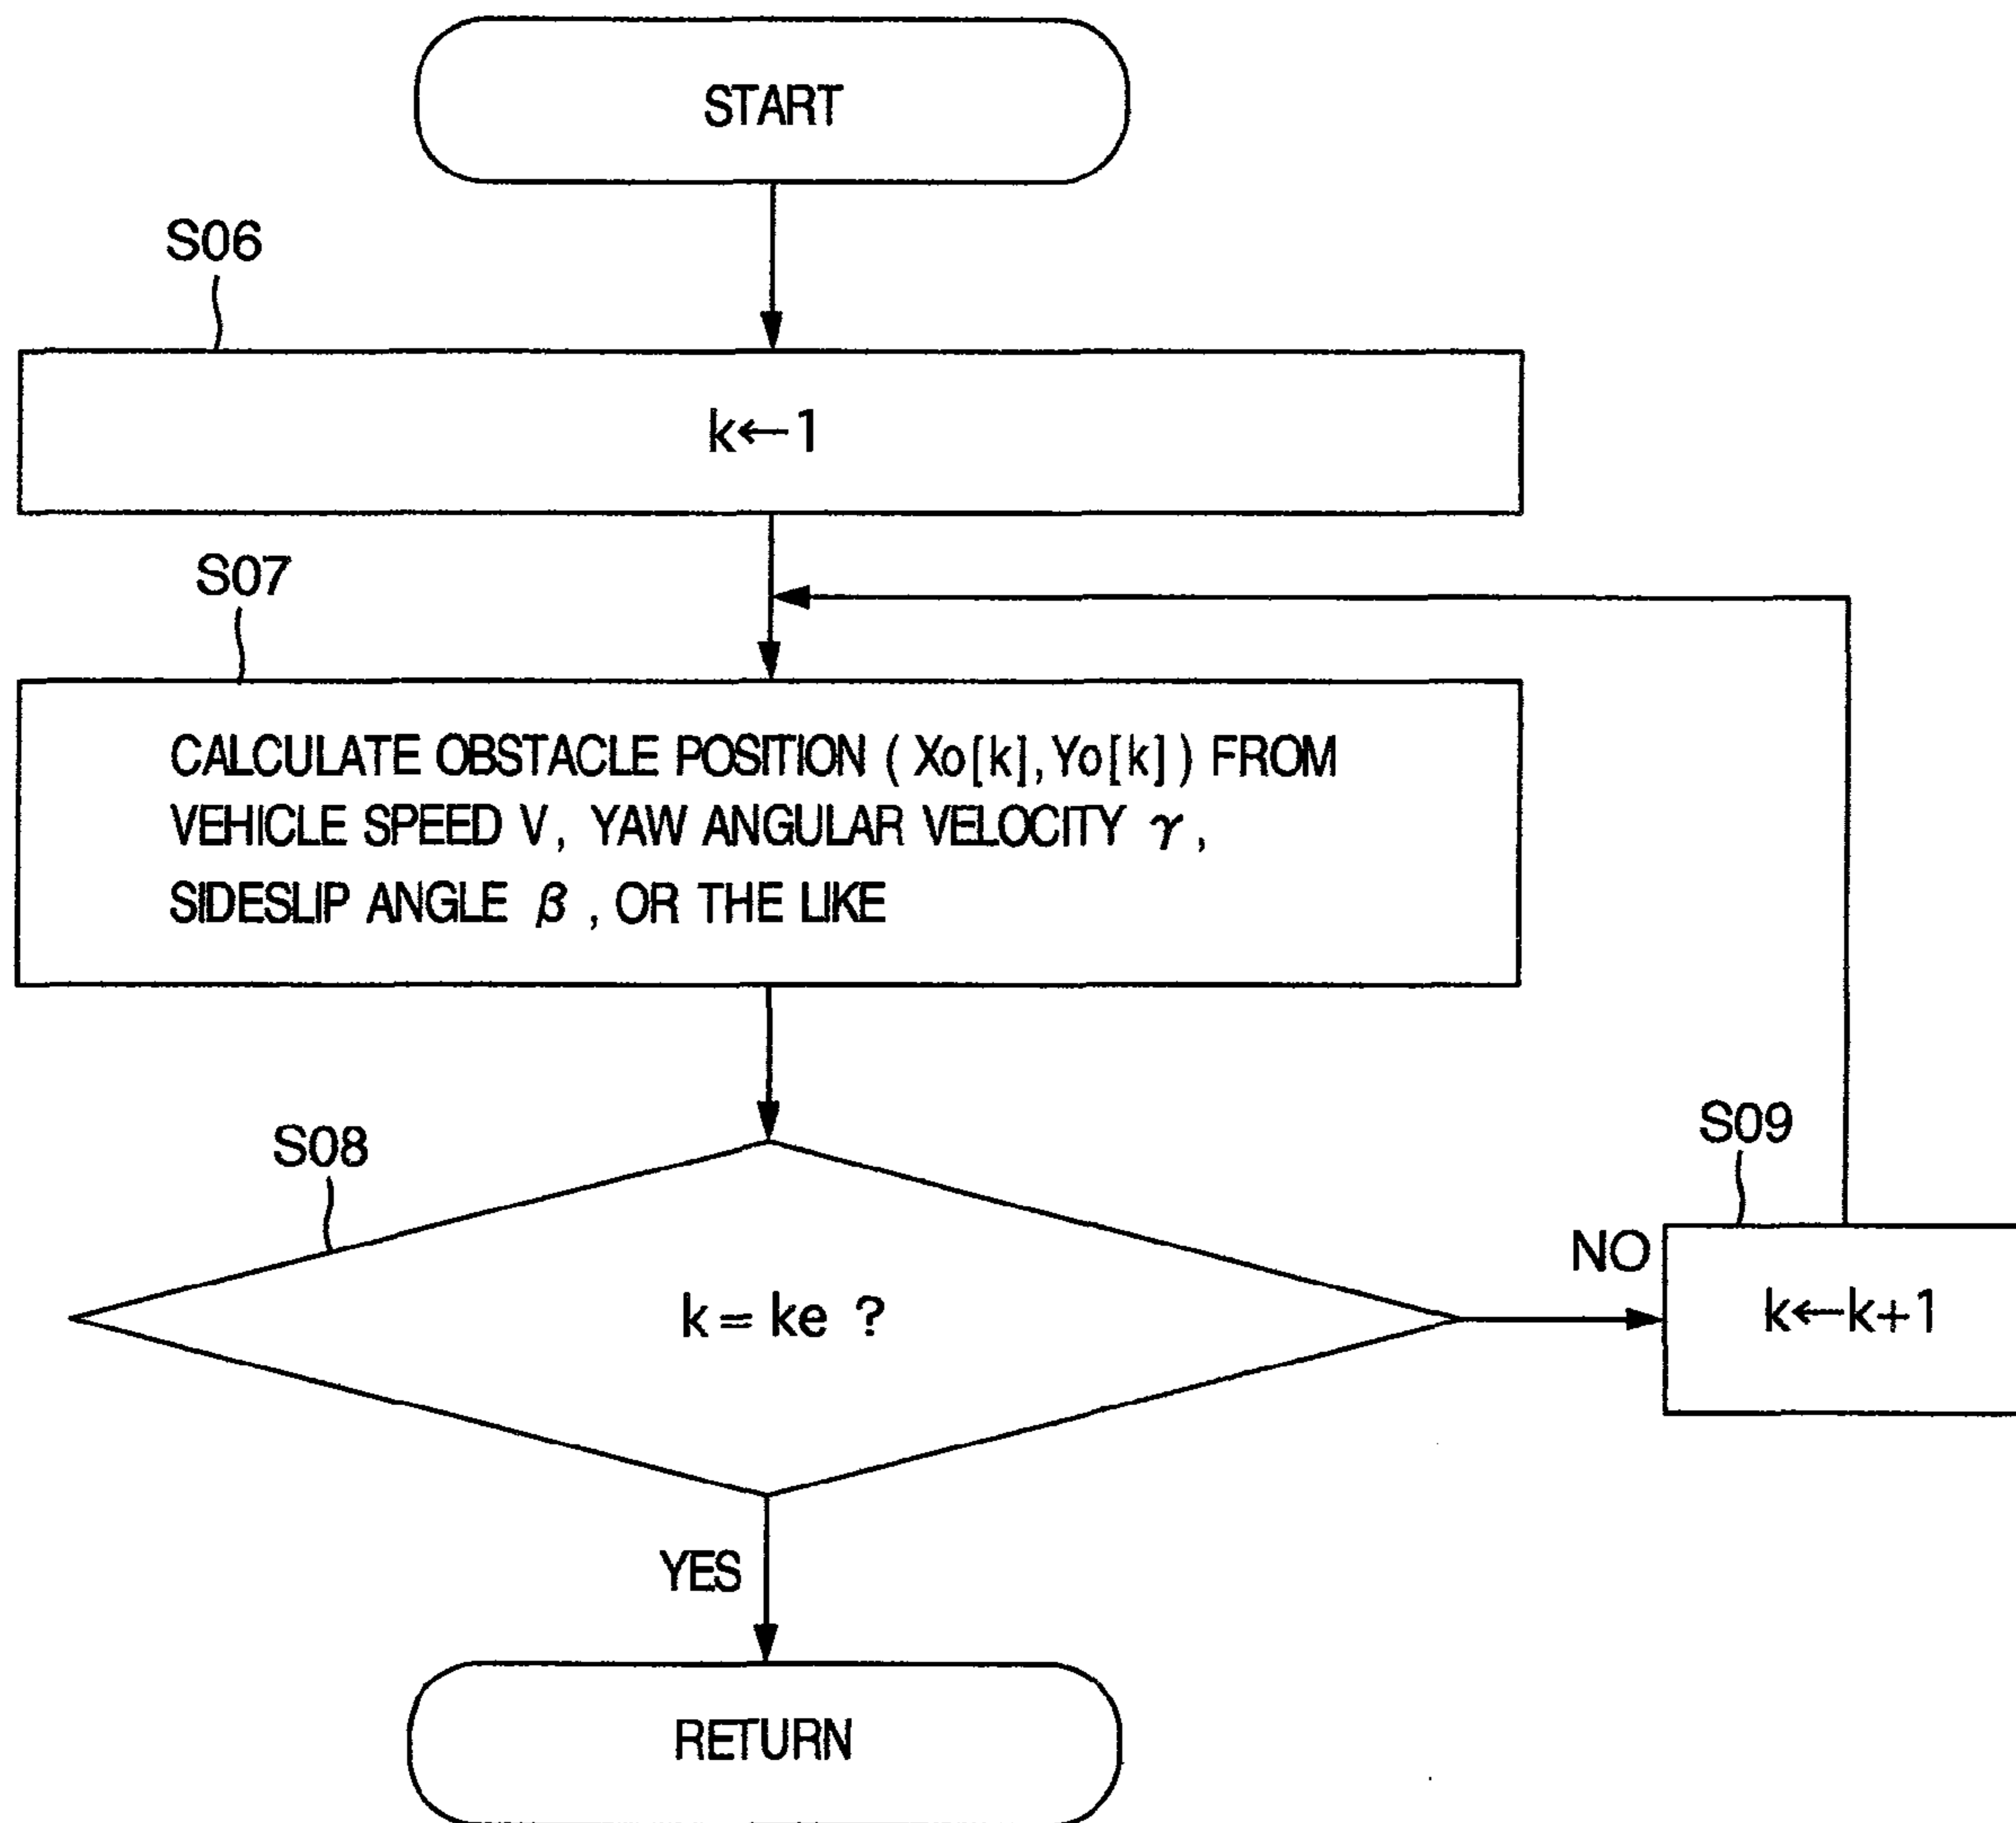 START
S06
k←1
S07
CALCULATE OBSTACLE POSITION (Xo[k],Yo[k]) FROM
VEHICLE SPEED V, YAW ANGULAR VELOCITY γ,
SIDESLIP ANGLE β, OR THE LIKE
S08
k=ke ?
NO
S09
k←k+1
YES
RETURN